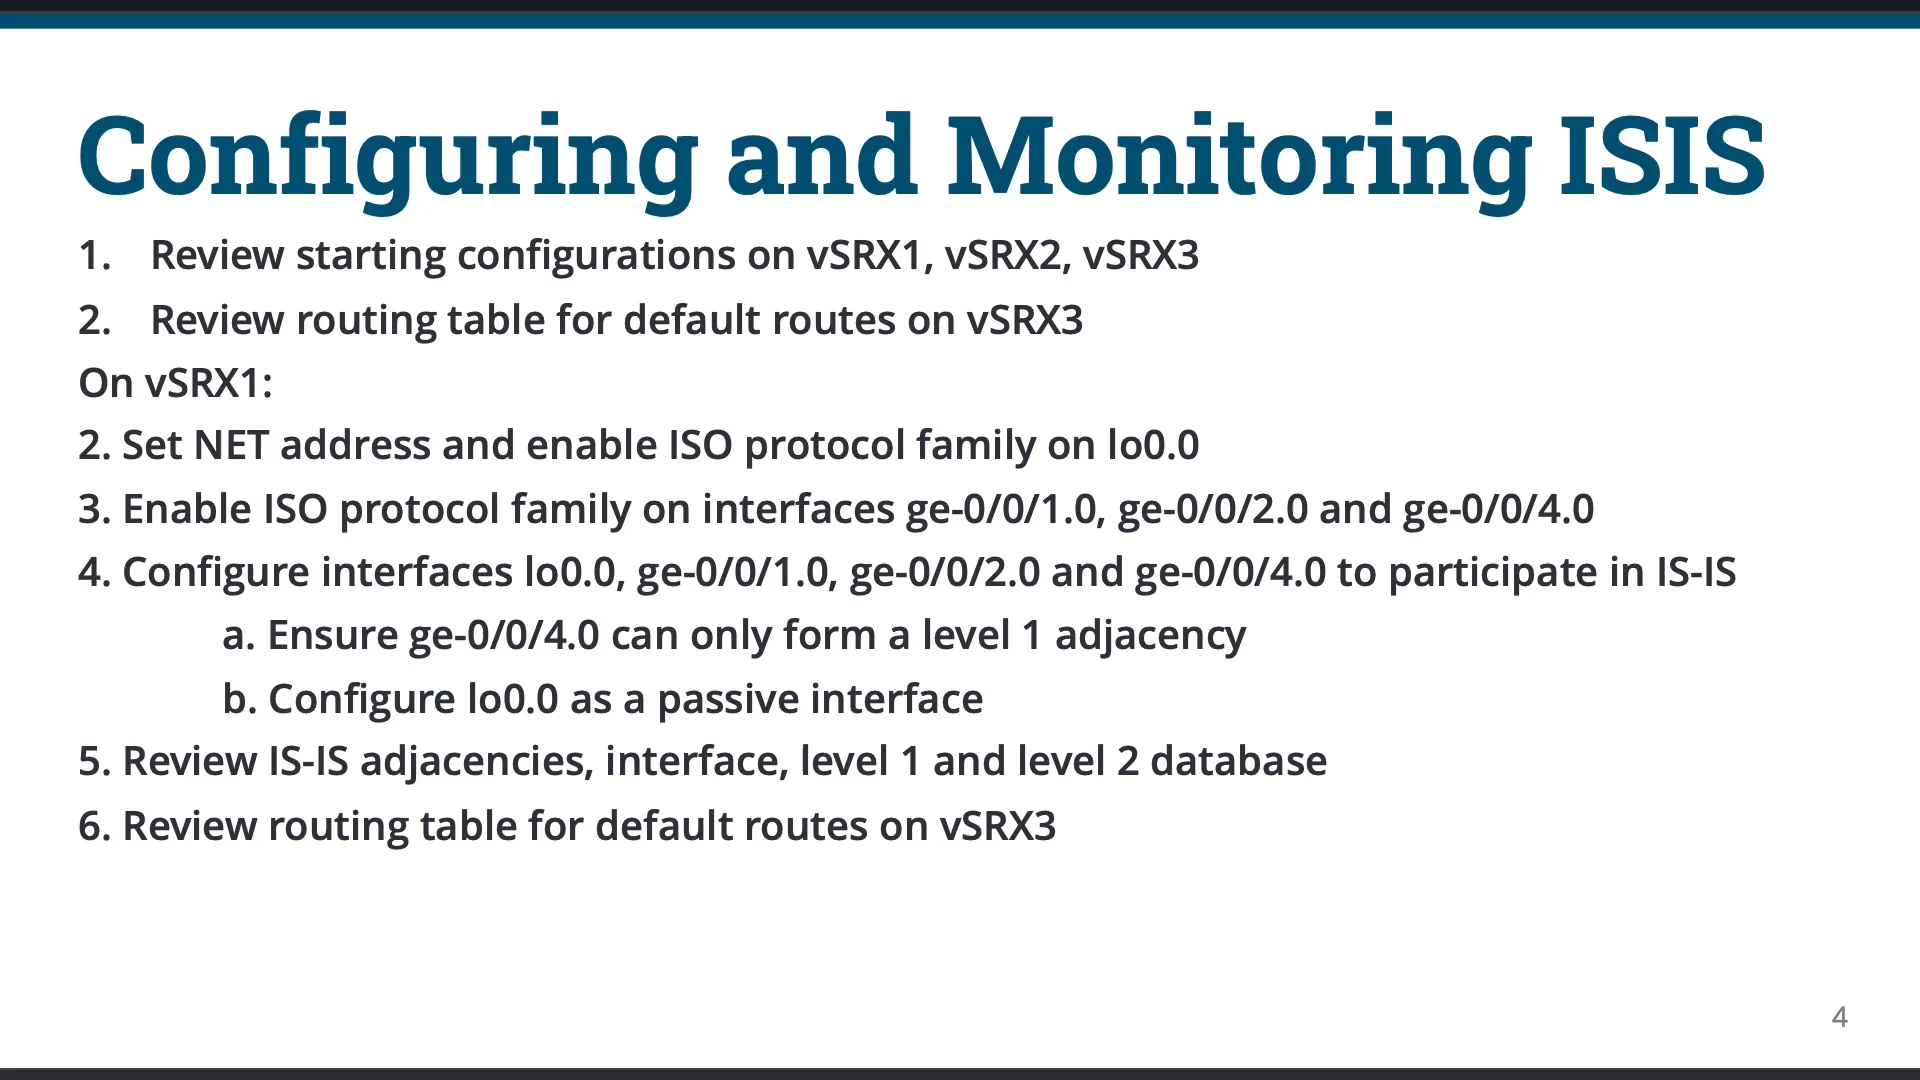 Configuring and Monitoring ISIS
1. Review starting configurations on vSRX1, vSRX2, vSRX3
2. Review routing table for default routes on vSRX3
On vSRX1:
2. Set NET address and enable ISO protocol family on lo0.0
3. Enable ISO protocol family on interfaces ge-0/0/1.0, ge-0/0/2.0 and ge-0/0/4.0
4. Configure interfaces lo0.0, ge-0/0/1.0, ge-0/0/2.0 and ge-0/0/4.0 to participate in IS-IS
a. Ensure ge-0/0/4.0 can only form a level 1 adjacency
b. Configure lo0.0 as a passive interface
5. Review IS-IS adjacencies, interface, level 1 and level 2 database
6. Review routing table for default routes on vSRX3
4